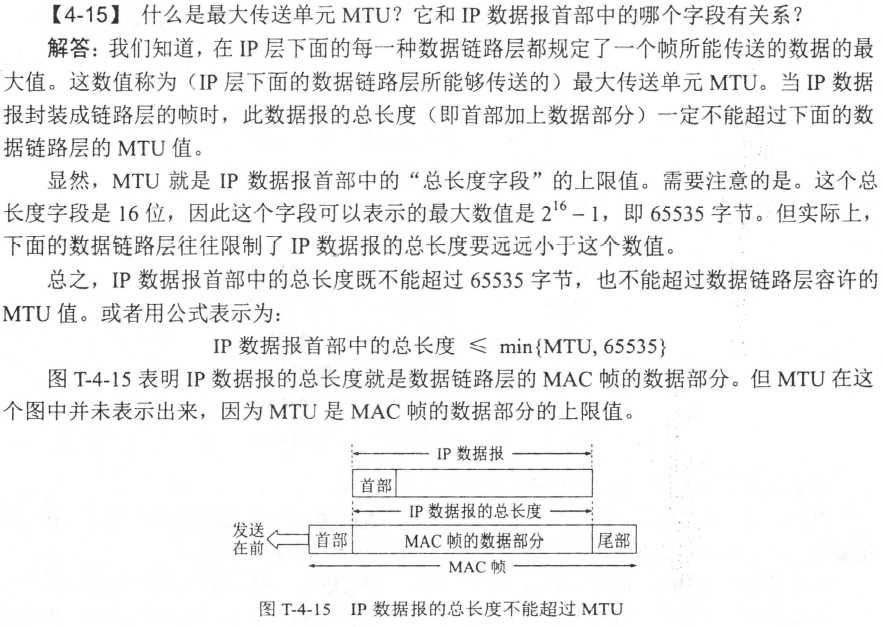 【4-15】 什么是最大传送单元 MTU？它和 IP 数据报首部中的哪个字段有关系？
解答：我们知道，在 IP 层下面的每一种数据链路层都规定了一个帧所能传送的数据的最
大值。这数值称为（IP 层下面的数据链路层所能够传送的）最大传送单元 MTU。当 IP 数据
报封装成链路层的帧时，此数据报的总长度（即首部加上数据部分）一定不能超过下面的数
据链路层的 MTU 值。
显然，MTU 就是 IP 数据报首部中的“总长度字段”的上限值。需要注意的是。这个总
长度字段是 16 位，因此这个字段可以表示的最大数值是 2¹⁶ – 1，即 65535 字节。但实际上，
下面的数据链路层往往限制了 IP 数据报的总长度要远远小于这个数值。
总之，IP 数据报首部中的总长度既不能超过 65535 字节，也不能超过数据链路层容许的
MTU 值。或者用公式表示为：
IP 数据报首部中的总长度 ≤ min{MTU, 65535}
图 T-4-15 表明 IP 数据报的总长度就是数据链路层的 MAC 帧的数据部分。但 MTU 在这
个图中并未表示出来，因为 MTU 是 MAC 帧的数据部分的上限值。
IP 数据报
首部
IP 数据报的总长度
发送
在前
首部 MAC 帧的数据部分 尾部
MAC 帧
图 T-4-15 IP 数据报的总长度不能超过 MTU